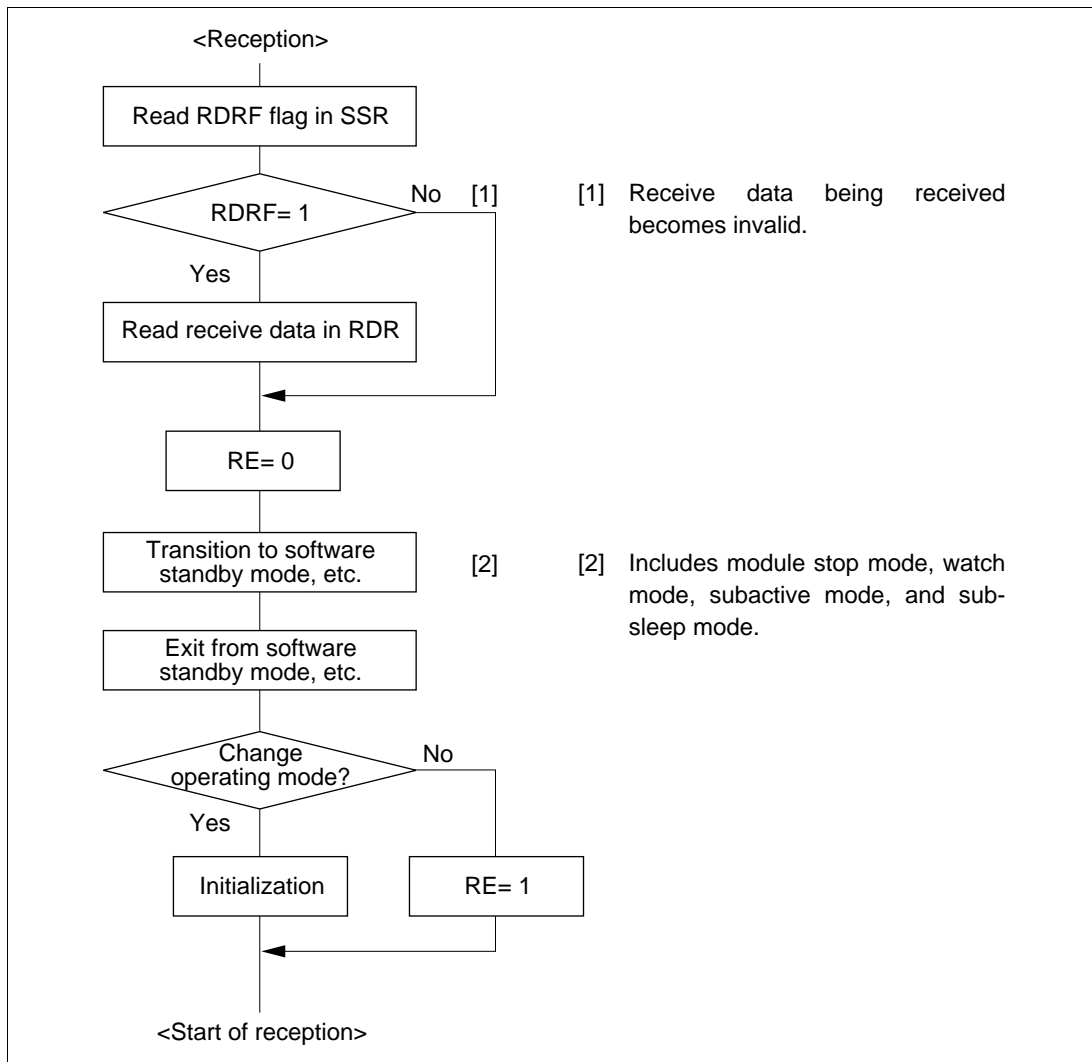 <Reception>
Read RDRF flag in SSR
No [1]
RDRF= 1
[1] Receive data being received
becomes invalid.
Yes
Read receive data in RDR
RE= 0
Transition to software
standby mode, etc.
[2]
[2] Includes module stop mode, watch
mode, subactive mode, and sub-
sleep mode.
Exit from software
standby mode, etc.
Change
operating mode?
No
Yes
Initialization
RE= 1
<Start of reception>